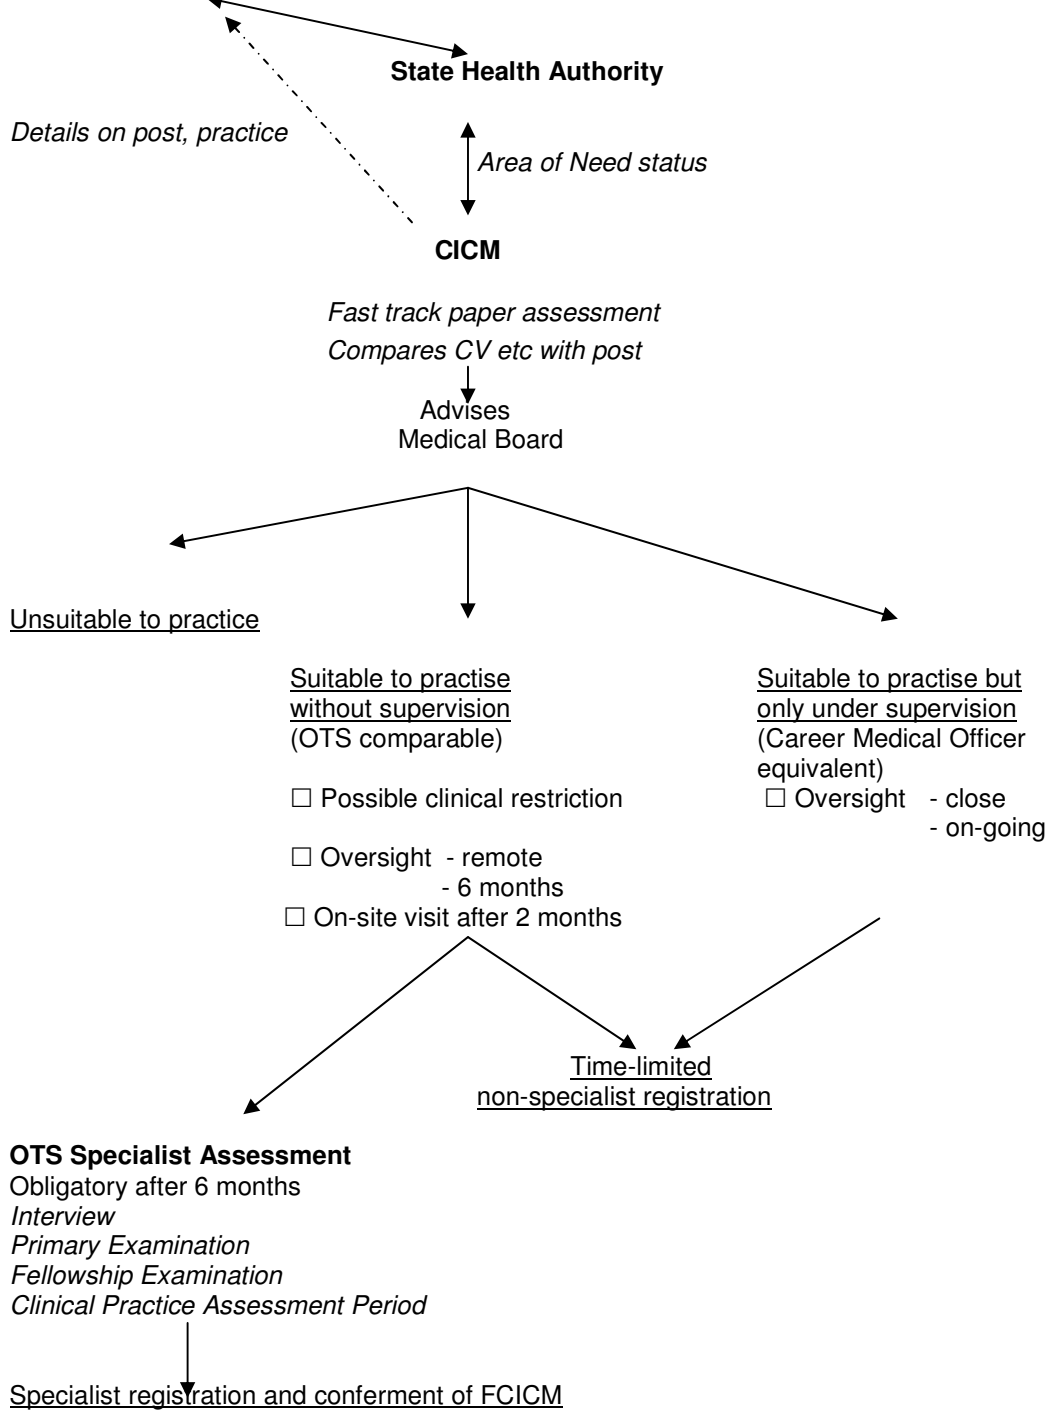 State Health Authority
Details on post, practice
Area of Need status
CICM
Fast track paper assessment
Compares CV etc with post
Advises
Medical Board
Unsuitable to practice
Suitable to practise
without supervision
(OTS comparable)
☐ Possible clinical restriction
☐ Oversight - remote
- 6 months
☐ On-site visit after 2 months
Suitable to practise but
only under supervision
(Career Medical Officer
equivalent)
☐ Oversight - close
- on-going
Time-limited
non-specialist registration
OTS Specialist Assessment
Obligatory after 6 months
Interview
Primary Examination
Fellowship Examination
Clinical Practice Assessment Period
Specialist registration and conferment of FCICM